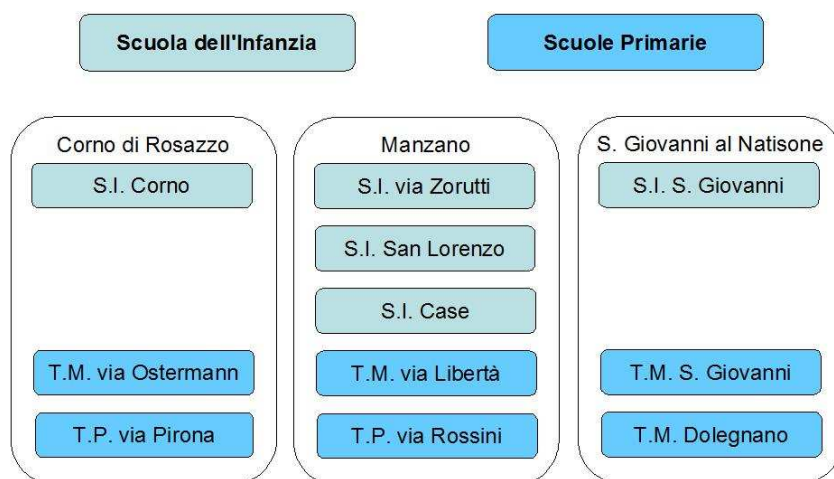 Scuola dell'Infanzia
Scuole Primarie
Corno di Rosazzo
S.I. Corno
T.M. via Ostermann
T.P. via Pirona
Manzano
S.I. via Zorutti
S.I. San Lorenzo
S.I. Case
T.M. via Libertà
T.P. via Rossini
S. Giovanni al Natisone
S.I. S. Giovanni
T.M. S. Giovanni
T.M. Dolegnano